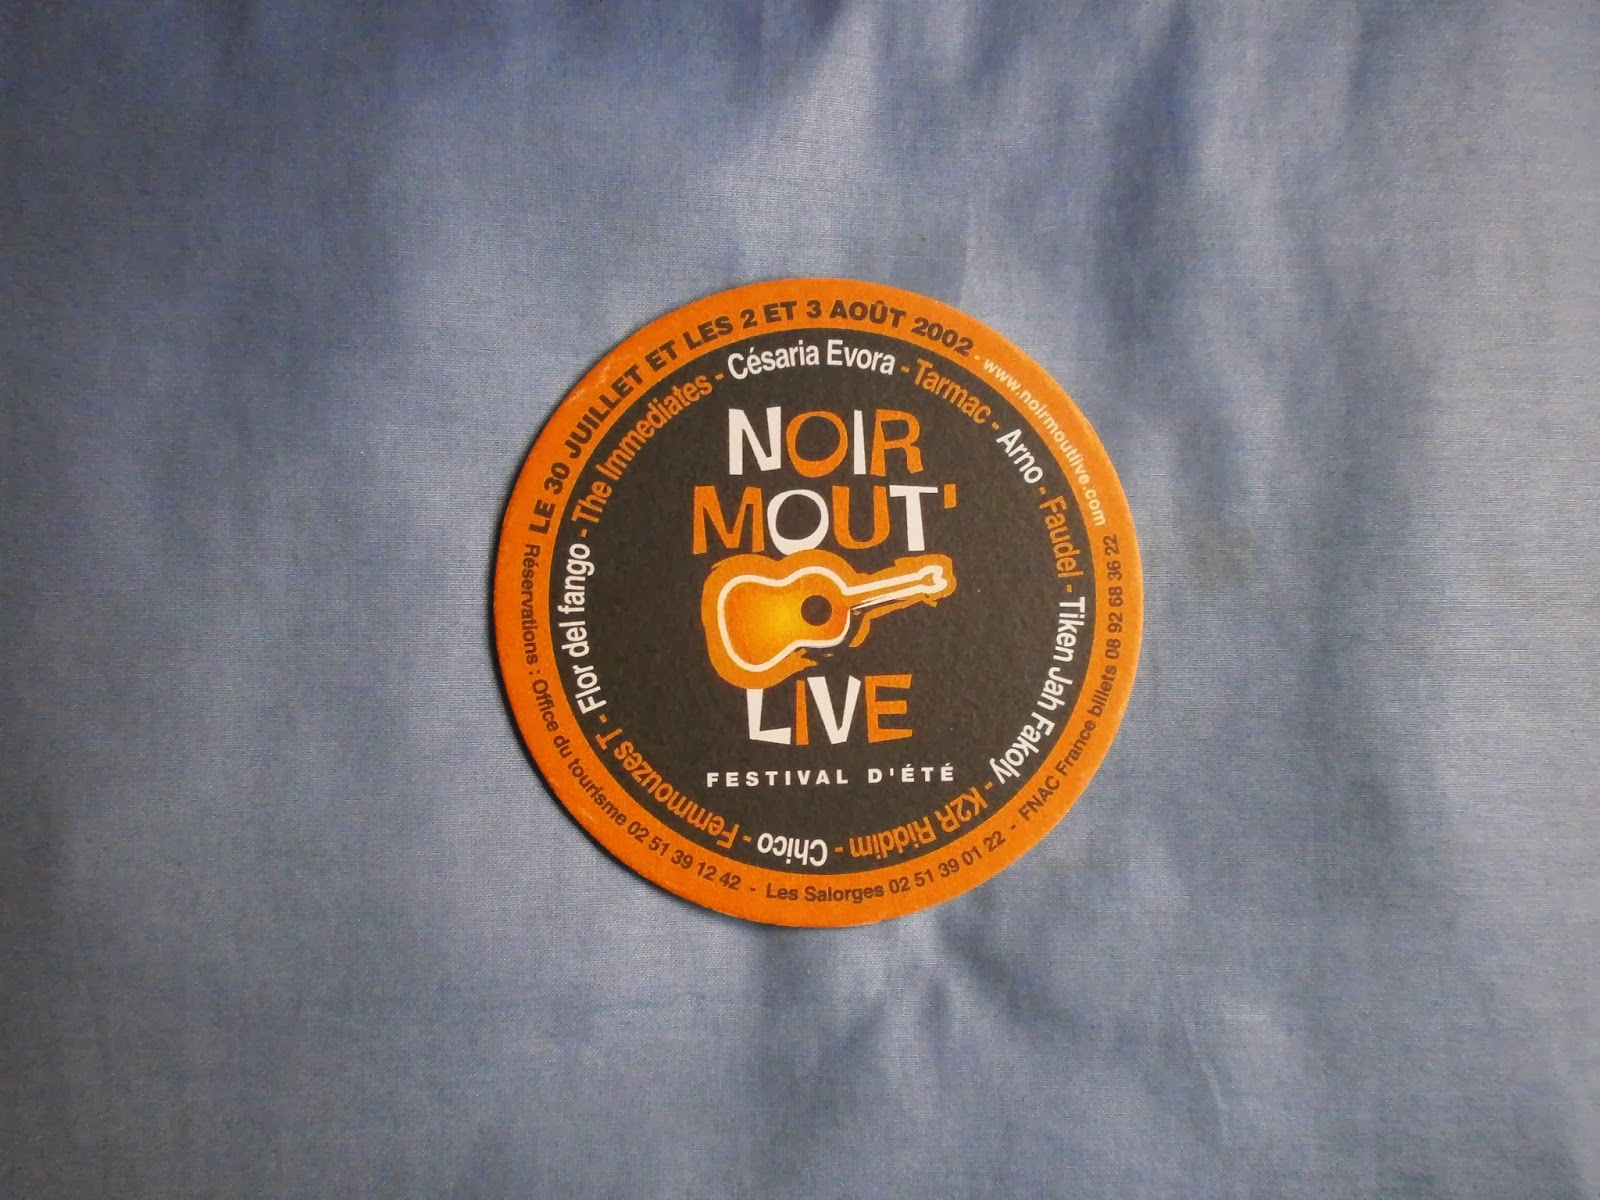 LE 30 JUILLET ET LES 2 ET 3 AOÛT 2002 - www.noirmoutlive.com
Réservations : Office du tourisme 02 51 39 12 42 - Les Salorges 02 51 39 01 22 - FNAC France billets 08 92 68 36 22
Césaria Evora - Tarmac - Arno - Faudel - Tiken Jah Fakoly - K2R Riddim - Chico - Femmouzes T - Flor del fango - The Immediates -
NOIR
MOUT'
LIVE
FESTIVAL D'ÉTÉ